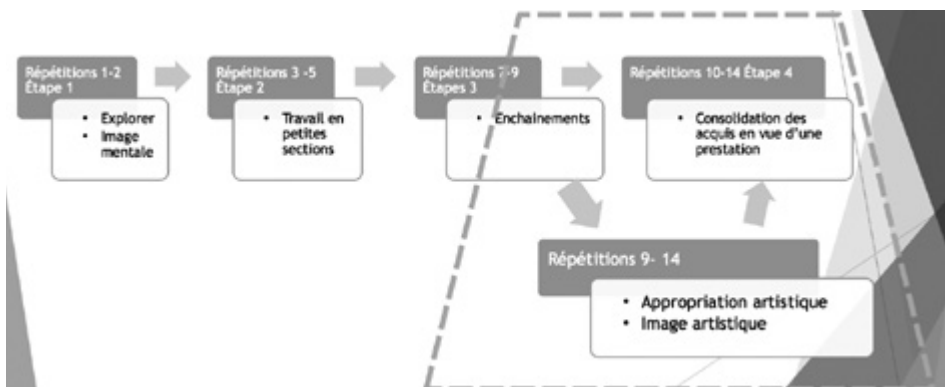 Répétitions 1-2
Étape 1
• Explorer
• Image
mentale
Répétitions 3 -5
Étape 2
• Travail en
petites
sections
Répétitions 7-9
Étapes 3
• Enchaînements
Répétitions 10-14 Étape 4
• Consolidation des
acquis en vue d'une
prestation
Répétitions 9- 14
• Appropriation artistique
• Image artistique